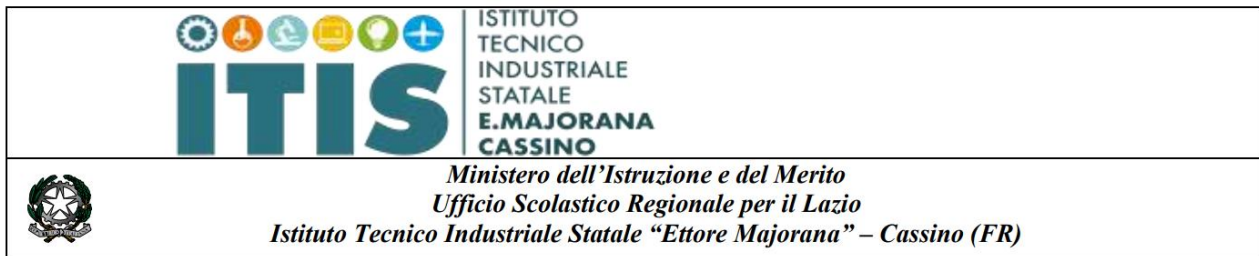 ITIS
ISTITUTO
TECNICO
INDUSTRIALE
STATALE
E.MAJORANA
CASSINO
Ministero dell’Istruzione e del Merito
Ufficio Scolastico Regionale per il Lazio
Istituto Tecnico Industriale Statale “Ettore Majorana” – Cassino (FR)